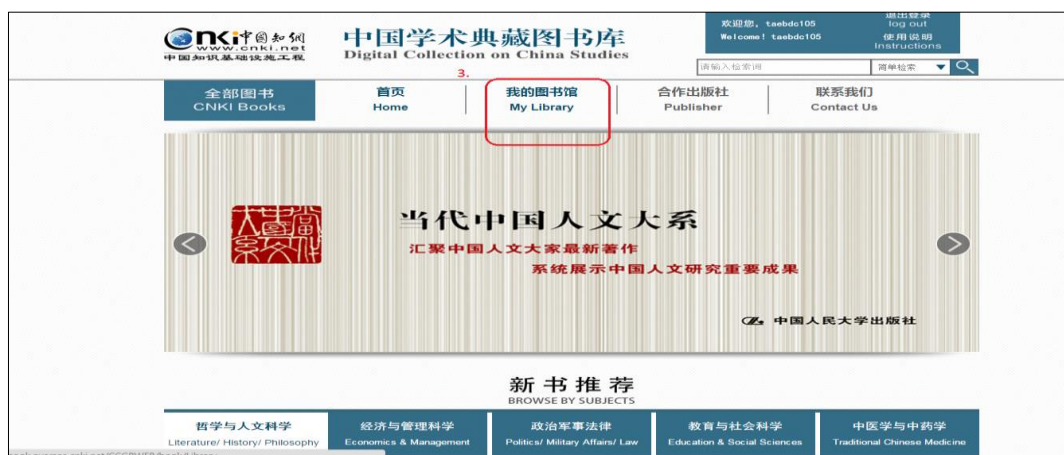 cnki中国知网
www.cnki.net
中国知识基础设施工程
中国学术典藏图书库
Digital Collection on China Studies
欢迎您，taebdc105
Welcome! taebdc105
退出登录
log out
使用说明
Instructions
请输入检索词
简单检索
3.
全部图书
CNKI Books
首页
Home
我的图书馆
My Library
合作出版社
Publisher
联系我们
Contact Us
当代中国人文大系
当代中国人文大系
汇聚中国人文大家最新著作
系统展示中国人文研究重要成果
中国人民大学出版社
新书推荐
BROWSE BY SUBJECTS
哲学与人文科学
Literature/ History/ Philosophy
经济与管理科学
Economics & Management
政治军事法律
Politics/ Military Affairs/ Law
教育与社会科学
Education & Social Sciences
中医学与中药学
Traditional Chinese Medicine